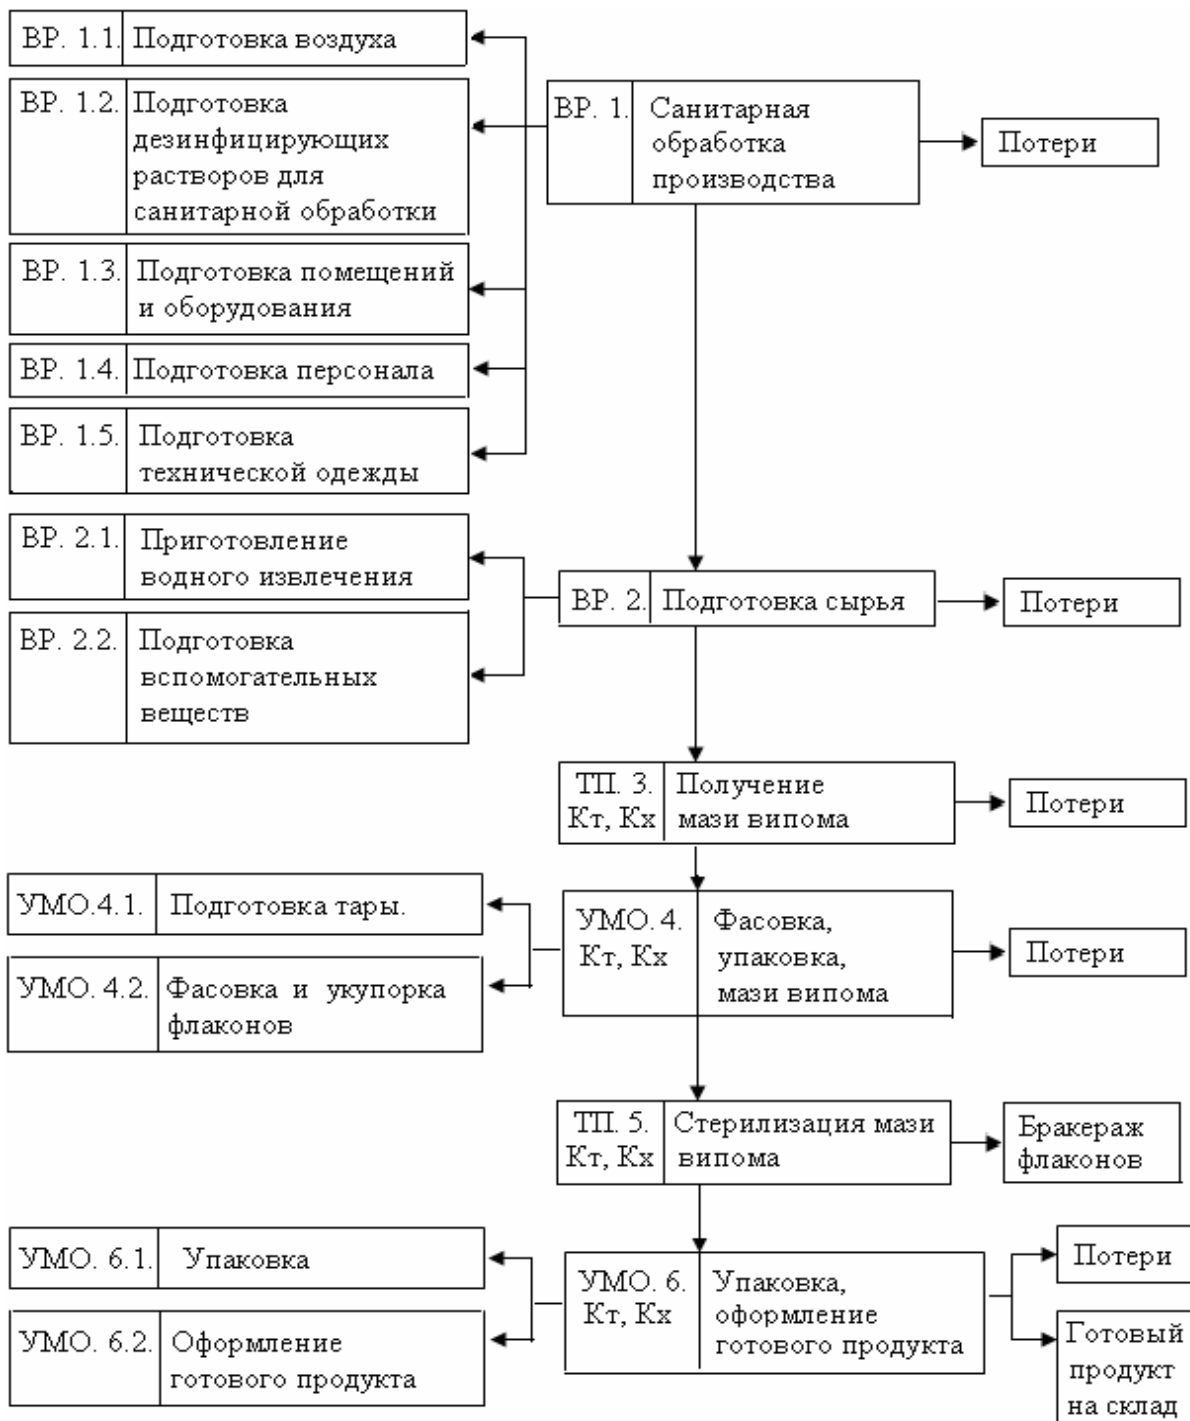 ВР. 1.1. Подготовка воздуха
ВР. 1.2. Подготовка
дезинфицирующих
растворов для
санитарной обработки
ВР. 1. Санитарная
обработка
производства
Потери
ВР. 1.3. Подготовка помещений
и оборудования
ВР. 1.4. Подготовка персонала
ВР. 1.5. Подготовка
технической одежды
ВР. 2.1. Приготовление
водного извлечения
ВР. 2. Подготовка сырья
Потери
ВР. 2.2. Подготовка
вспомогательных
веществ
ТП. 3. Получение
Кт, Кх мази випома
Потери
УМО.4.1. Подготовка тары.
УМО. 4.2. Фасовка и укупорка
флаконов
УМО. 4. Фасовка,
Кт, Кх упаковка,
мази випома
Потери
ТП. 5. Стерилизация мази
Кт, Кх випома
Бракераж
флаконов
УМО. 6.1. Упаковка
УМО. 6.2. Оформление
готового продукта
УМО. 6. Упаковка,
Кт, Кх оформление
готового продукта
Потери
Готовый
продукт
на склад